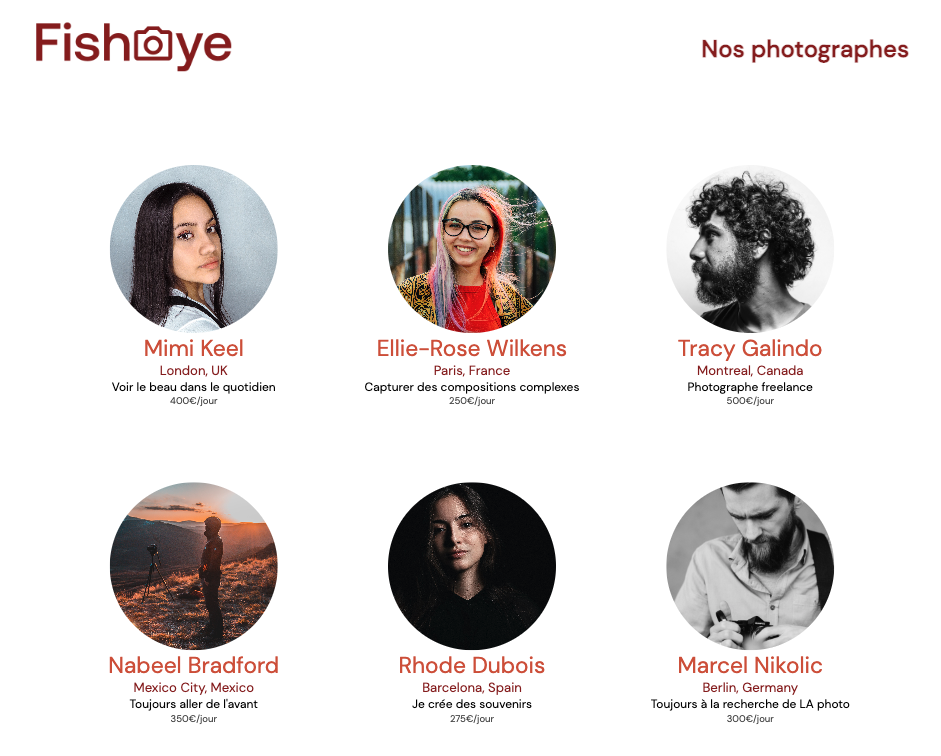 Fisheye
Nos photographes
Mimi Keel
London, UK
Voir le beau dans le quotidien
400€/jour
Ellie-Rose Wilkens
Paris, France
Capturer des compositions complexes
250€/jour
Tracy Galindo
Montreal, Canada
Photographe freelance
500€/jour
Nabeel Bradford
Mexico City, Mexico
Toujours aller de l'avant
350€/jour
Rhode Dubois
Barcelona, Spain
Je crée des souvenirs
275€/jour
Marcel Nikolic
Berlin, Germany
Toujours à la recherche de LA photo
300€/jour